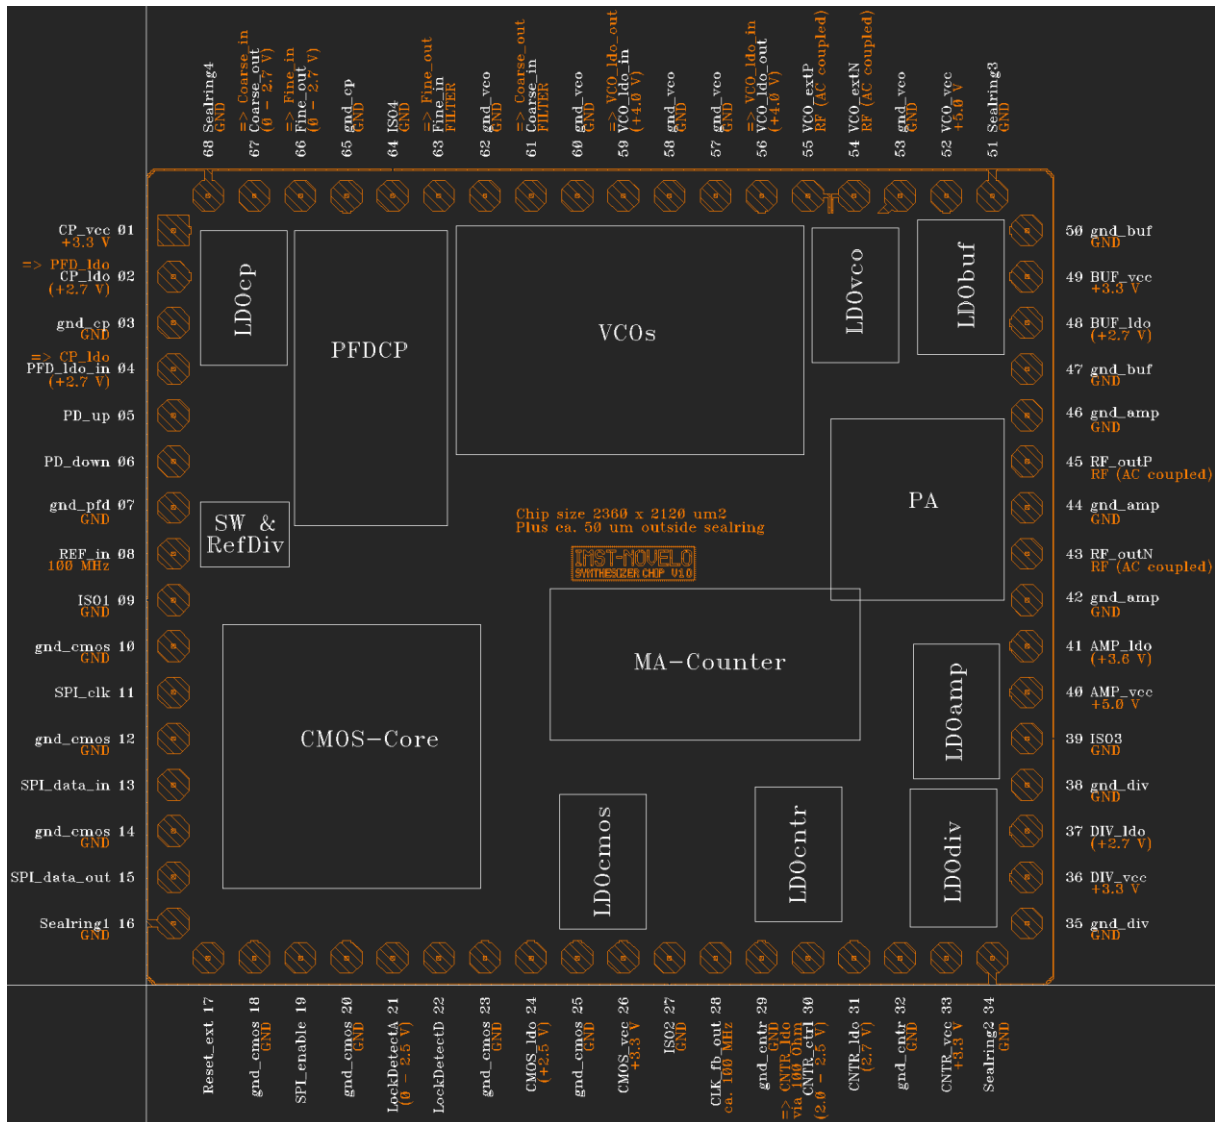 68 Sealring4
GND
=> Coarse_in
67 Coarse_out
(0 - 2.7 V)
=> Fine_in
66 Fine_out
(0 - 2.7 V)
65 gnd_cp
GND
64 ISO4
GND
=> Fine_out
63 Fine_in
FILTER
62 gnd_vco
GND
=> Coarse_out
61 Coarse_in
FILTER
60 gnd_vco
GND
=> VCO_ldo_out
59 VCO_ldo_in
(+4.0 V)
58 gnd_vco
GND
57 gnd_vco
GND
=> VCO_ldo_in
56 VCO_ldo_out
(+4.0 V)
55 VCO_extP
RF (AC coupled)
54 VCO_extN
RF (AC coupled)
53 gnd_vco
GND
52 VCO_vcc
+5.0 V
51 Sealring3
GND
CP_vcc 01
+3.3 V
=> PFD_ldo
CP_ldo 02
(+2.7 V)
gnd_cp 03
GND
=> CP_ldo
PFD_ldo_in 04
(+2.7 V)
PD_up 05
PD_down 06
gnd_pfd 07
GND
REF_in 08
100 MHz
ISO1 09
GND
gnd_cmos 10
GND
SPI_clk 11
gnd_cmos 12
GND
SPI_data_in 13
gnd_cmos 14
GND
SPI_data_out 15
Sealring1 16
GND
LDOcp
PFDCP
VCOs
LDOvco
LDObuf
PA
SW &
RefDiv
Chip size 2360 x 2120 um2
Plus ca. 50 um outside sealring
IMST-MOVELO
SYNTHESIZER CHIP V1.0
MA-Counter
CMOS-Core
LDOamp
LDOcmos
LDOcntr
LDOdiv
50 gnd_buf
GND
49 BUF_vcc
+3.3 V
48 BUF_ldo
(+2.7 V)
47 gnd_buf
GND
46 gnd_amp
GND
45 RF_outP
RF (AC coupled)
44 gnd_amp
GND
43 RF_outN
RF (AC coupled)
42 gnd_amp
GND
41 AMP_ldo
(+3.6 V)
40 AMP_vcc
+5.0 V
39 ISO3
GND
38 gnd_div
GND
37 DIV_ldo
(+2.7 V)
36 DIV_vcc
+3.3 V
35 gnd_div
GND
Reset_ext 17
gnd_cmos 18
GND
SPI_enable 19
gnd_cmos 20
GND
LockDetectA 21
(0 - 2.5 V)
LockDetectD 22
gnd_cmos 23
GND
CMOS_ldo 24
(+2.5 V)
gnd_cmos 25
GND
CMOS_vcc 26
+3.3 V
ISO2 27
GND
CLK_fb_out 28
ca. 100 MHz
gnd_cntr 29
GND
=> CNTR_ldo
via 100 Ohm
CNTR_ctrl 30
(2.0 - 2.5 V)
CNTR_ldo 31
(2.7 V)
gnd_cntr 32
GND
CNTR_vcc 33
+3.3 V
Sealring2 34
GND